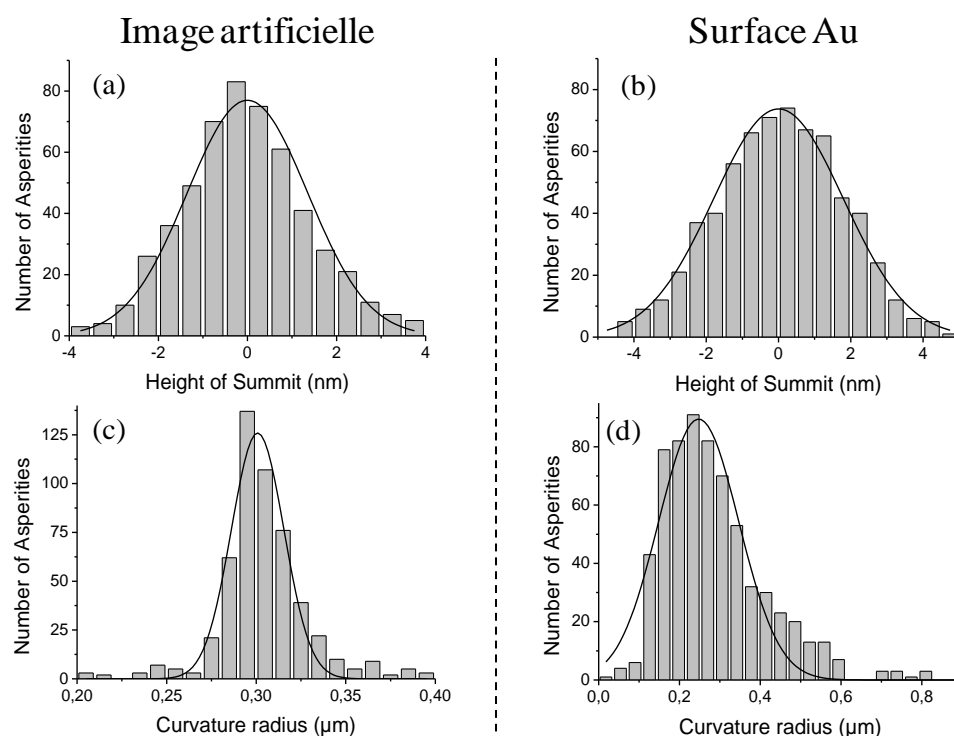 Image artificielle
Surface Au
(a)
80
60
40
20
0
Number of Asperities
-4 -2 0 2 4
Height of Summit (nm)
(b)
80
60
40
20
0
Number of Asperities
-4 -2 0 2 4
Height of Summit (nm)
(c)
125
100
75
50
25
0
Number of Asperities
0,20 0,25 0,30 0,35 0,40
Curvature radius (µm)
(d)
80
60
40
20
0
Number of Asperities
0,0 0,2 0,4 0,6 0,8
Curvature radius (µm)